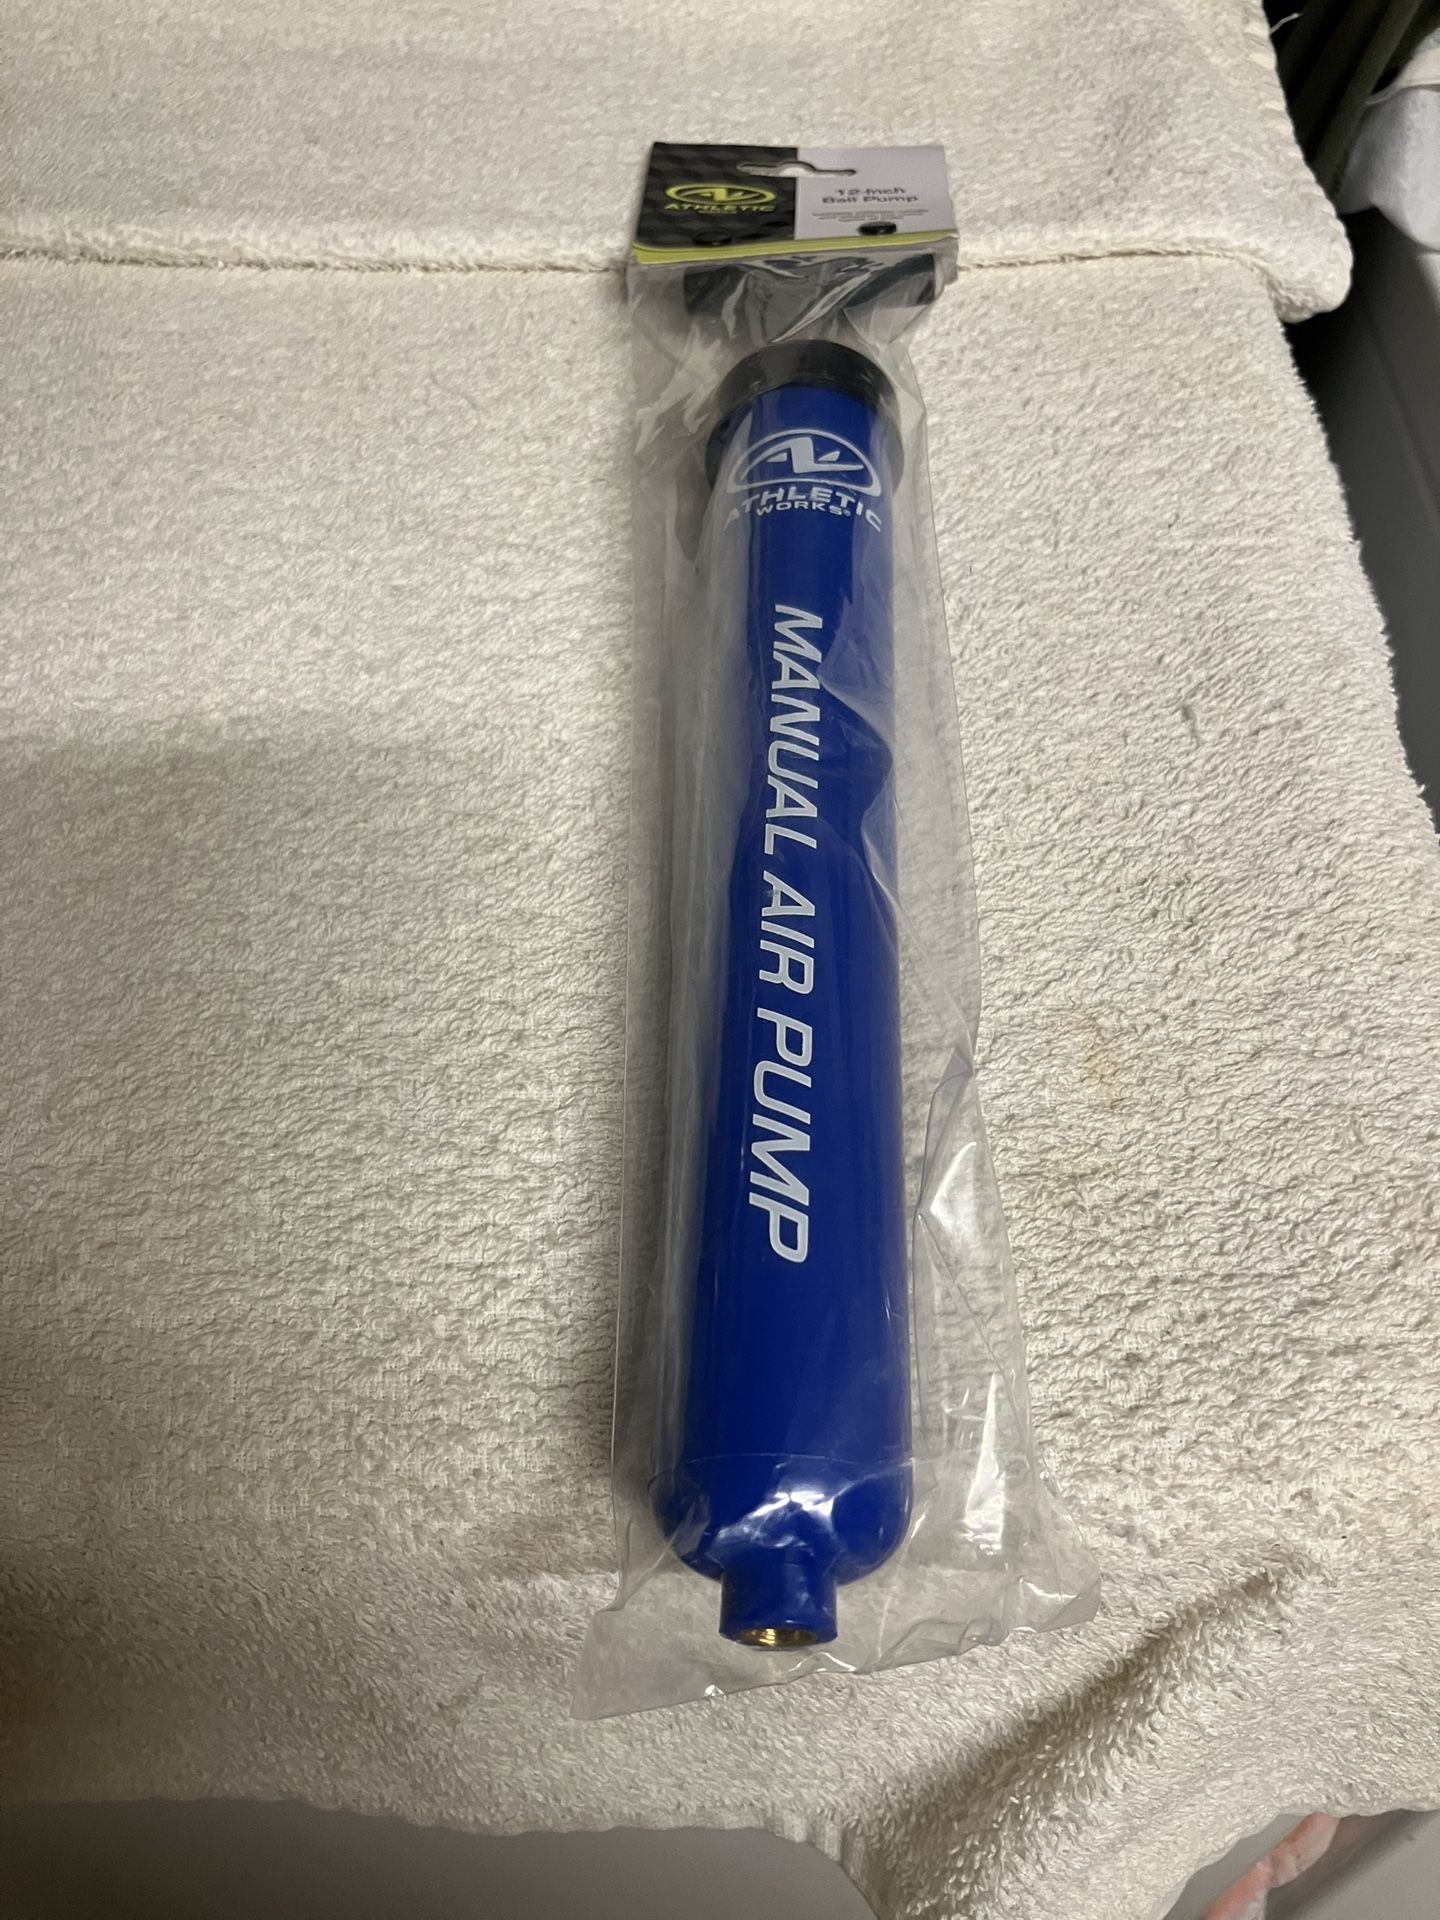 ATHLETIC
12-Inch
Ball Pump
ATHLETIC
WORKS®
MANUAL AIR PUMP